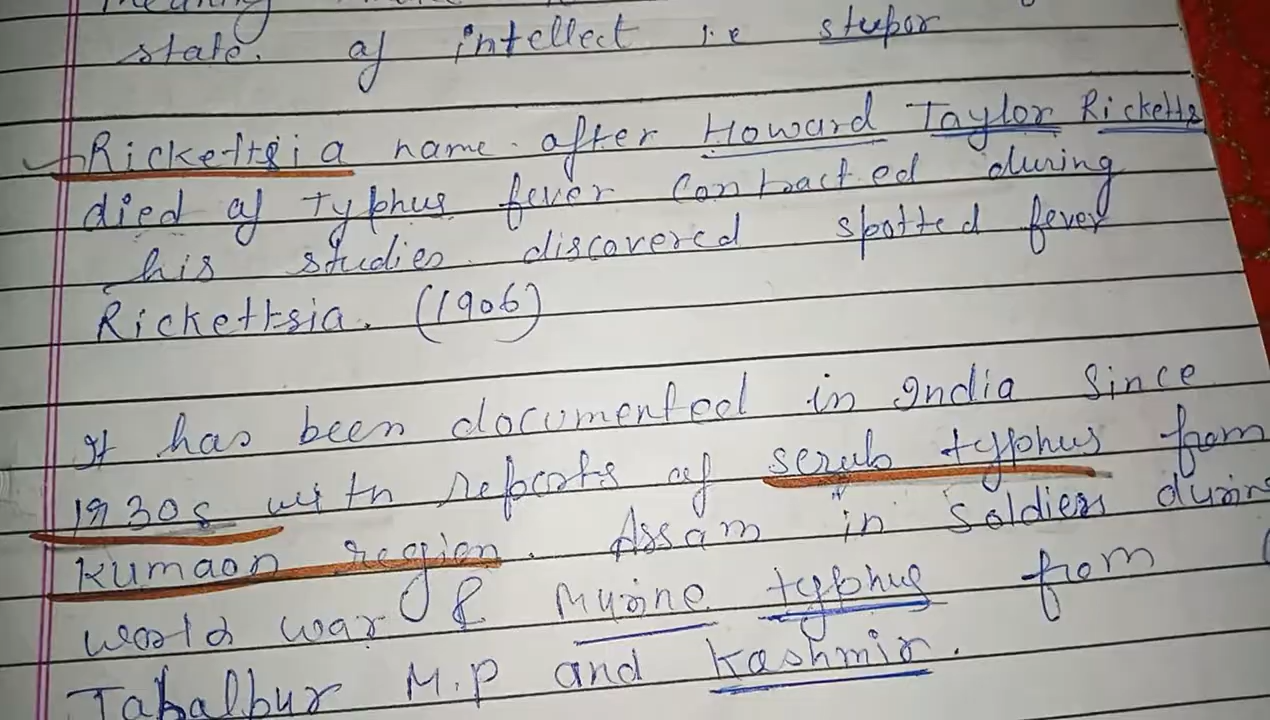 meaning
state. of intellect i.e stupor
Rickettsia name after Howard Taylor Ricketts
died of typhus fever contracted during
his studies. discovered spotted fever
Rickettsia. (1906)
It has been documented in India Since
1930s with reports of scrub typhus from
Kumaon region. Assam in soldiers during
world war & Murine typhus from
Jabalpur M.P and Kashmir.